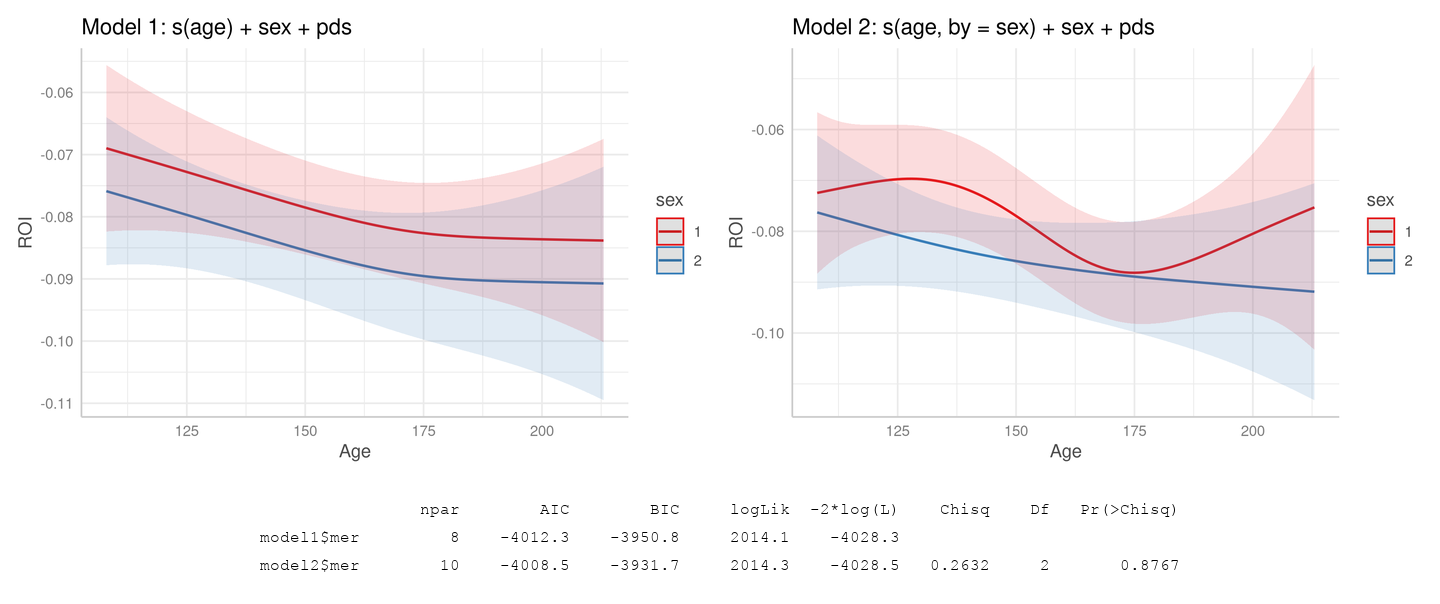 Model 1: s(age) + sex + pds
-0.06
-0.07
-0.08
-0.09
-0.10
-0.11
ROI
125 150 175 200
Age
sex
1
2
Model 2: s(age, by = sex) + sex + pds
-0.06
-0.08
-0.10
ROI
125 150 175 200
Age
sex
1
2
npar AIC BIC logLik -2*log(L) Chisq Df Pr(>Chisq)
model1$mer 8 -4012.3 -3950.8 2014.1 -4028.3
model2$mer 10 -4008.5 -3931.7 2014.3 -4028.5 0.2632 2 0.8767